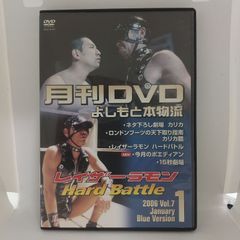 DVD
月刊DVD
よしもと本物流
・ネタ下ろし劇場 カリカ
・ロンドンブーツの天下取り指南
カリカ篇
・レイザーラモン ハードバトル
・今月のポエティアン
・15秒劇場
レイザーラモン
Hard Battle
2006 Vol.7
January
Blue Version
1